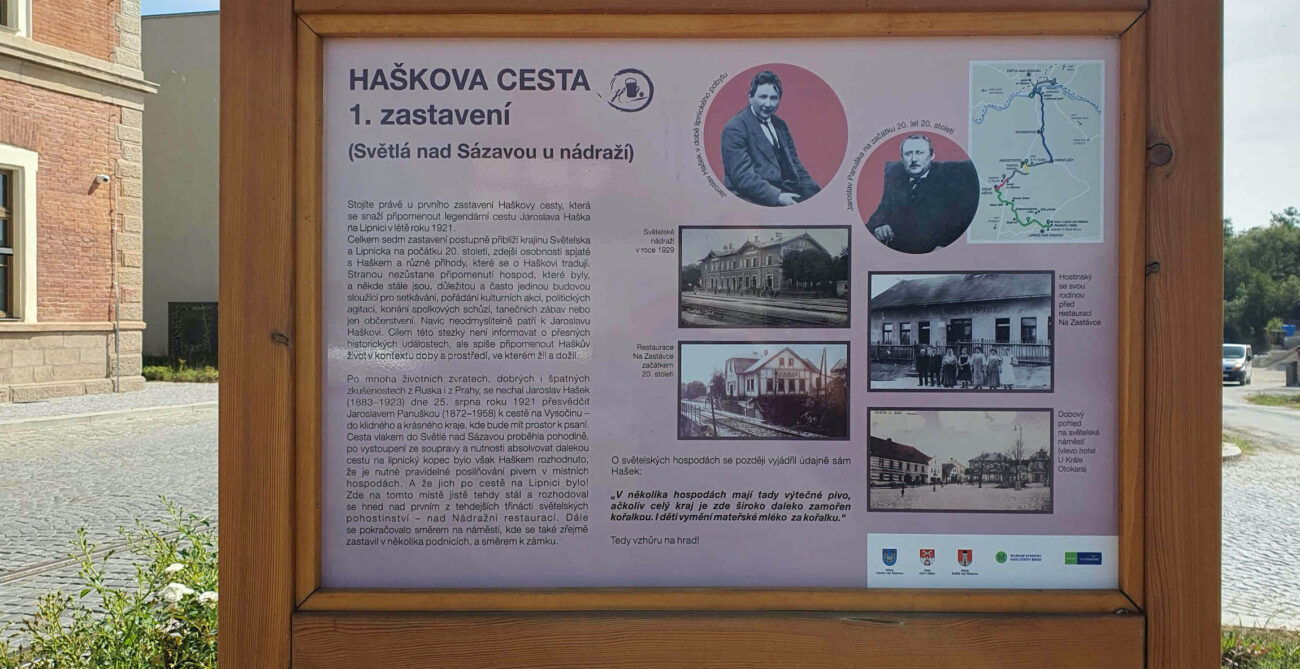 HAŠKOVA CESTA
1. zastavení
(Světlá nad Sázavou u nádraží)
Stojíte právě u prvního zastavení Haškovy cesty, která
se snaží připomenout legendární cestu Jaroslava Haška
na Lipnici v létě roku 1921.
Celkem sedm zastavení postupně přiblíží krajinu Světelska
a Lipnicka na počátku 20. století, zdejší osobnosti spjaté
s Haškem a různé příhody, které se o Haškovi tradují.
Stranou nezůstane připomenutí hospod, které byly,
a někde stále jsou, důležitou a často jedinou budovou
sloužící pro setkávání, pořádání kulturních akcí, politických
agitací, konání spolkových schůzí, tanečních zábav nebo
jen občerstvení. Navíc neodmyslitelně patří k Jaroslavu
Haškovi. Cílem této stezky není informovat o přesných
historických událostech, ale spíše připomenout Haškův
život v kontextu doby a prostředí, ve kterém žil a dožil.
Po mnoha životních zvratech, dobrých i špatných
zkušenostech z Ruska i z Prahy, se nechal Jaroslav Hašek
(1883–1923) dne 25. srpna roku 1921 přesvědčit
Jaroslavem Panuškou (1872–1958) k cestě na Vysočinu –
do klidného a krásného kraje, kde bude mít prostor k psaní.
Cesta vlakem do Světlé nad Sázavou proběhla pohodlně,
po vystoupení ze soupravy a nutnosti absolvovat dalekou
cestu na lipnický kopec bylo však Haškem rozhodnuto,
že je nutné pravidelné posilňování pivem v místních
hospodách. A že jich po cestě na Lipnici bylo!
Zde na tomto místě jistě tehdy stál a rozhodoval
se hned nad prvním z tehdejších třinácti světelských
pohostinství – nad Nádražní restaurací. Dále
se pokračovalo směrem na náměstí, kde se také zřejmě
zastavil v několika podnicích, a směrem k zámku.
Jaroslav Hašek v době lipnického pobytu
Jaroslav Panuška na začátku 20. let 20. století
Světelské
nádraží
v roce 1929
Restaurace
Na Zastávce
začátkem
20. století
Hostinský
se svou
rodinou
před
restaurací
Na Zastávce
Dobový
pohled
na světelské
náměstí
(vlevo hotel
U Krále
Otokara)
O světelských hospodách se později vyjádřil údajně sám
Hašek:
„V několika hospodách mají tady výtečné pivo,
ačkoliv celý kraj je zde široko daleko zamořen
kořalkou. I děti vymění mateřské mléko za kořalku.“
Tedy vzhůru na hrad!